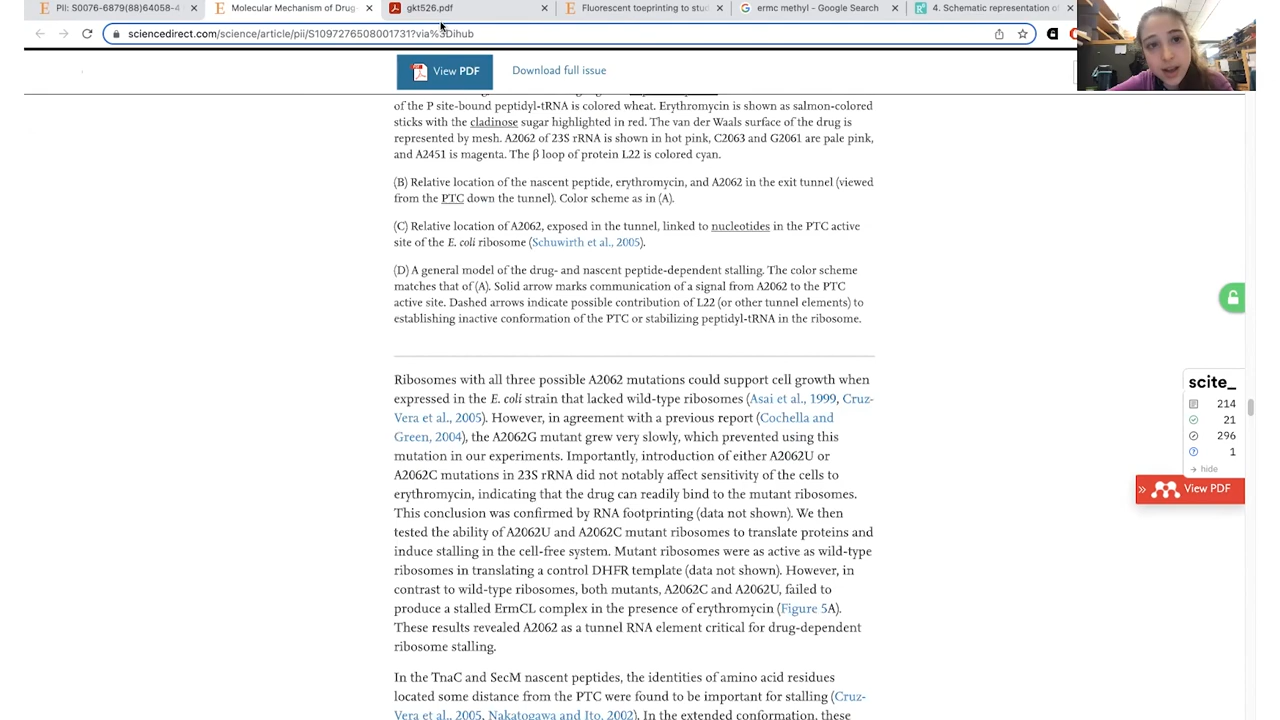 PII: S0076-6879(88)64058-4
Molecular Mechanism of Drug-
gkt526.pdf
Fluorescent toeprinting to stud
ermc methyl - Google Search
4. Schematic representation of
sciencedirect.com/science/article/pii/S1097276508001731?via%3Dihub
View PDF
Download full issue
of the P site-bound peptidyl-tRNA is colored wheat. Erythromycin is shown as salmon-colored
sticks with the cladinose sugar highlighted in red. The van der Waals surface of the drug is
represented by mesh. A2062 of 23S rRNA is shown in hot pink, C2063 and G2061 are pale pink,
and A2451 is magenta. The β loop of protein L22 is colored cyan.
(B) Relative location of the nascent peptide, erythromycin, and A2062 in the exit tunnel (viewed
from the PTC down the tunnel). Color scheme as in (A).
(C) Relative location of A2062, exposed in the tunnel, linked to nucleotides in the PTC active
site of the E. coli ribosome (Schuwirth et al., 2005).
(D) A general model of the drug- and nascent peptide-dependent stalling. The color scheme
matches that of (A). Solid arrow marks communication of a signal from A2062 to the PTC
active site. Dashed arrows indicate possible contribution of L22 (or other tunnel elements) to
establishing inactive conformation of the PTC or stabilizing peptidyl-tRNA in the ribosome.
Ribosomes with all three possible A2062 mutations could support cell growth when
expressed in the E. coli strain that lacked wild-type ribosomes (Asai et al., 1999, Cruz-
Vera et al., 2005). However, in agreement with a previous report (Cochella and
Green, 2004), the A2062G mutant grew very slowly, which prevented using this
mutation in our experiments. Importantly, introduction of either A2062U or
A2062C mutations in 23S rRNA did not notably affect sensitivity of the cells to
erythromycin, indicating that the drug can readily bind to the mutant ribosomes.
This conclusion was confirmed by RNA footprinting (data not shown). We then
tested the ability of A2062U and A2062C mutant ribosomes to translate proteins and
induce stalling in the cell-free system. Mutant ribosomes were as active as wild-type
ribosomes in translating a control DHFR template (data not shown). However, in
contrast to wild-type ribosomes, both mutants, A2062C and A2062U, failed to
produce a stalled ErmCL complex in the presence of erythromycin (Figure 5A).
These results revealed A2062 as a tunnel RNA element critical for drug-dependent
ribosome stalling.
In the TnaC and SecM nascent peptides, the identities of amino acid residues
located some distance from the PTC were found to be important for stalling (Cruz-
Vera et al., 2005, Nakatogawa and Ito, 2002). In the extended conformation, these
scite_
214
21
296
1
hide
View PDF